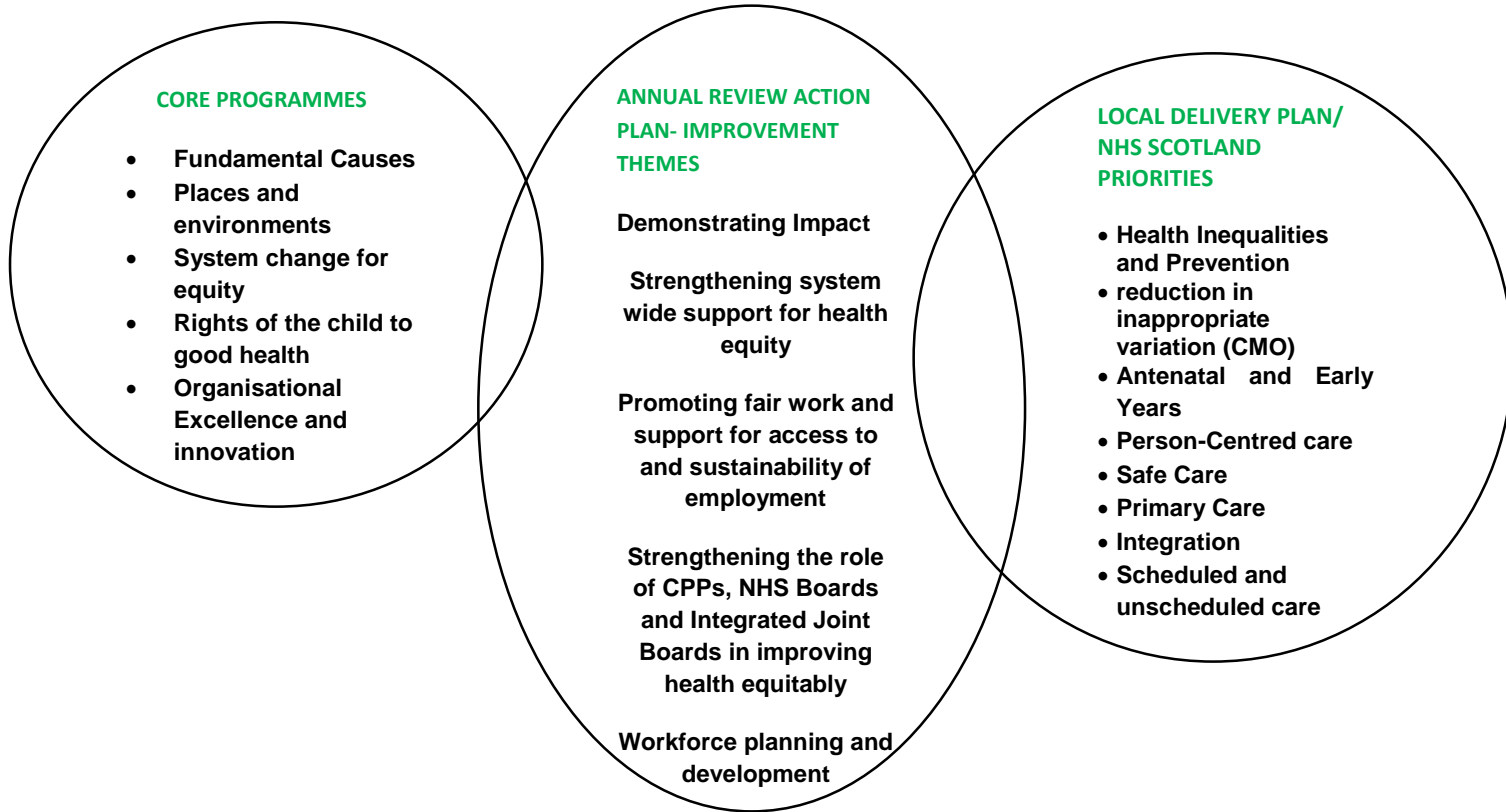 CORE PROGRAMMES
• Fundamental Causes
• Places and
environments
• System change for
equity
• Rights of the child to
good health
• Organisational
Excellence and
innovation
ANNUAL REVIEW ACTION
PLAN- IMPROVEMENT
THEMES
Demonstrating Impact
Strengthening system
wide support for health
equity
Promoting fair work and
support for access to
and sustainability of
employment
Strengthening the role
of CPPs, NHS Boards
and Integrated Joint
Boards in improving
health equitably
Workforce planning and
development
LOCAL DELIVERY PLAN/
NHS SCOTLAND
PRIORITIES
• Health Inequalities
and Prevention
• reduction in
inappropriate
variation (CMO)
• Antenatal and Early
Years
• Person-Centred care
• Safe Care
• Primary Care
• Integration
• Scheduled and
unscheduled care